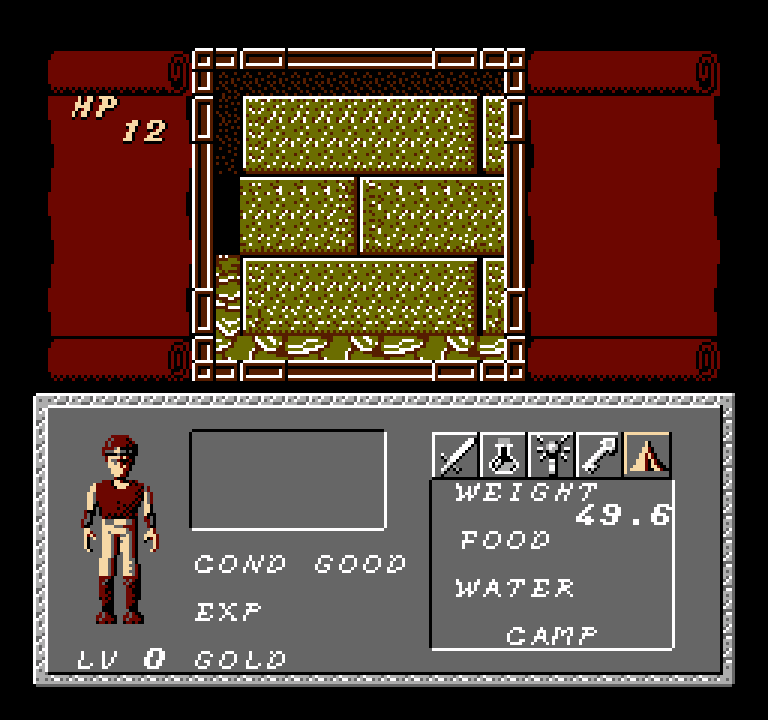 HP
12
WEIGHT
49.6
FOOD
WATER
CAMP
COND GOOD
EXP
LV 0 GOLD